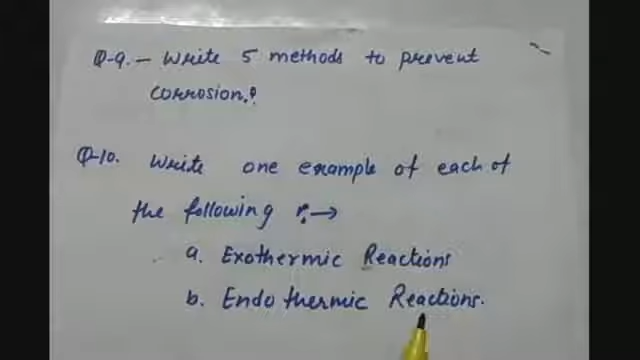 Q-9. - Write 5 methods to prevent
corrosion.?
Q-10. Write one example of each of
the following :→
a. Exothermic Reactions
b. Endothermic Reactions.